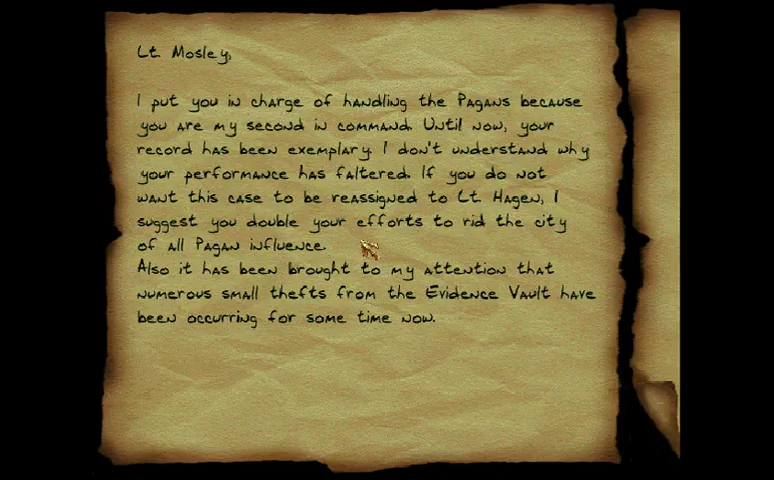 Lt. Mosley,
I put you in charge of handling the Pagans because
you are my second in command. Until now, your
record has been exemplary. I don't understand why
your performance has faltered. If you do not
want this case to be reassigned to Lt. Hagen, I
suggest you double your efforts to rid the city
of all Pagan influence.
Also it has been brought to my attention that
numerous small thefts from the Evidence Vault have
been occurring for some time now.